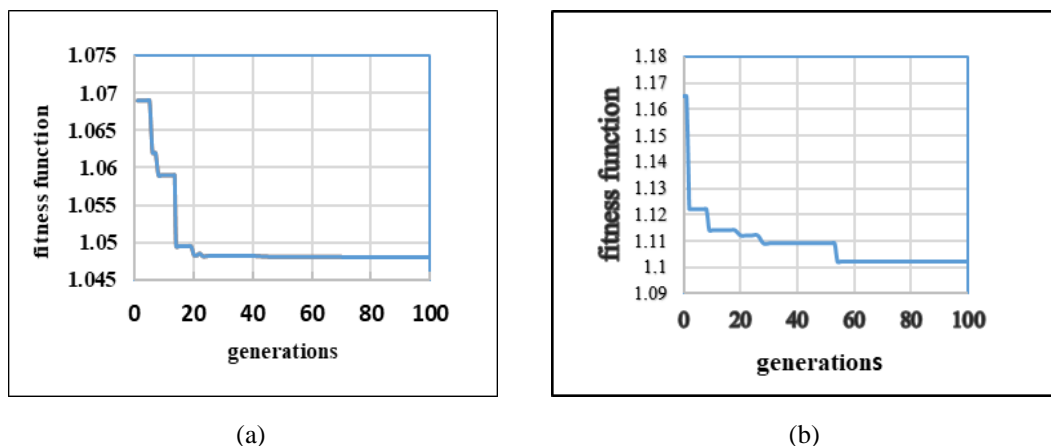 1.075
1.07
1.065
1.06
1.055
1.05
1.045
fitness function
0 20 40 60 80 100
generations
(a)
1.18
1.17
1.16
1.15
1.14
1.13
1.12
1.11
1.1
1.09
fitness function
0 20 40 60 80 100
generations
(b)